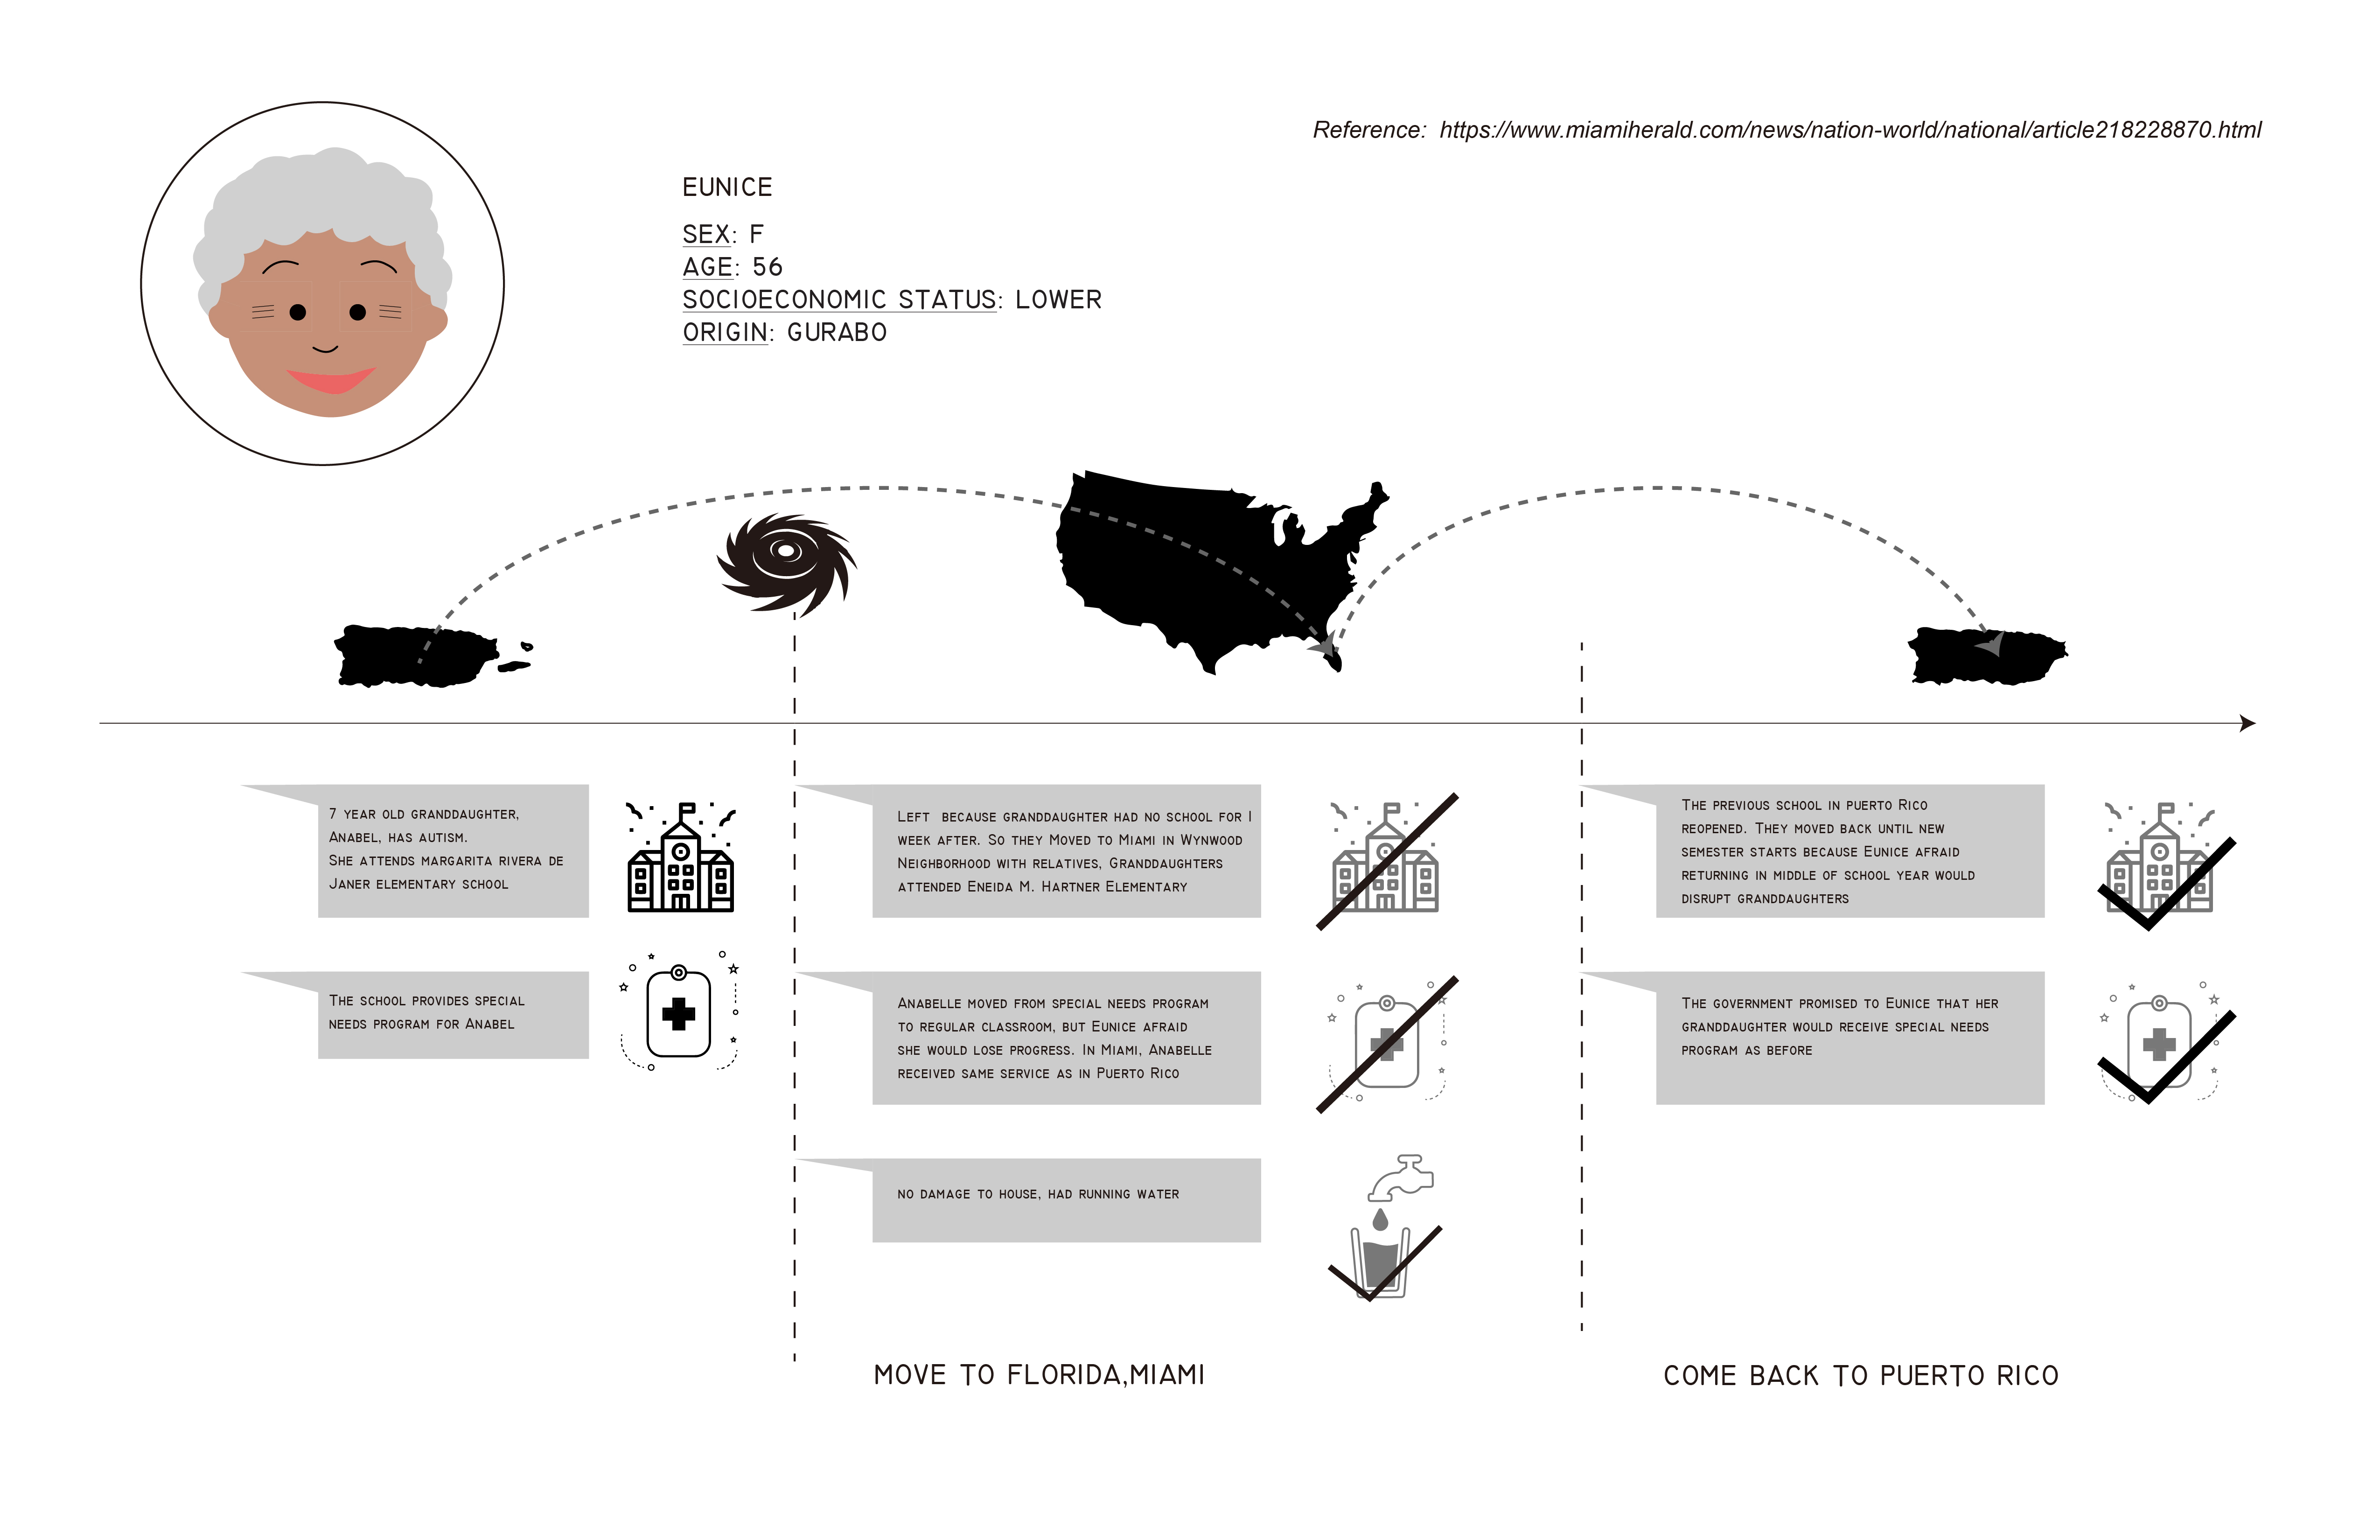 Reference: https://www.miamiherald.com/news/nation-world/national/article218228870.html
EUNICE
SEX: F
AGE: 56
SOCIOECONOMIC STATUS: LOWER
ORIGIN: GURABO
7 YEAR OLD GRANDDAUGHTER,
ANABEL, HAS AUTISM.
SHE ATTENDS MARGARITA RIVERA DE
JANER ELEMENTARY SCHOOL
THE SCHOOL PROVIDES SPECIAL
NEEDS PROGRAM FOR ANABEL
LEFT BECAUSE GRANDDAUGHTER HAD NO SCHOOL FOR 1
WEEK AFTER. SO THEY MOVED TO MIAMI IN WYNWOOD
NEIGHBORHOOD WITH RELATIVES, GRANDDAUGHTERS
ATTENDED ENEIDA M. HARTNER ELEMENTARY
ANABELLE MOVED FROM SPECIAL NEEDS PROGRAM
TO REGULAR CLASSROOM, BUT EUNICE AFRAID
SHE WOULD LOSE PROGRESS. IN MIAMI, ANABELLE
RECEIVED SAME SERVICE AS IN PUERTO RICO
NO DAMAGE TO HOUSE, HAD RUNNING WATER
MOVE TO FLORIDA,MIAMI
THE PREVIOUS SCHOOL IN PUERTO RICO
REOPENED. THEY MOVED BACK UNTIL NEW
SEMESTER STARTS BECAUSE EUNICE AFRAID
RETURNING IN MIDDLE OF SCHOOL YEAR WOULD
DISRUPT GRANDDAUGHTERS
THE GOVERNMENT PROMISED TO EUNICE THAT HER
GRANDDAUGHTER WOULD RECEIVE SPECIAL NEEDS
PROGRAM AS BEFORE
COME BACK TO PUERTO RICO